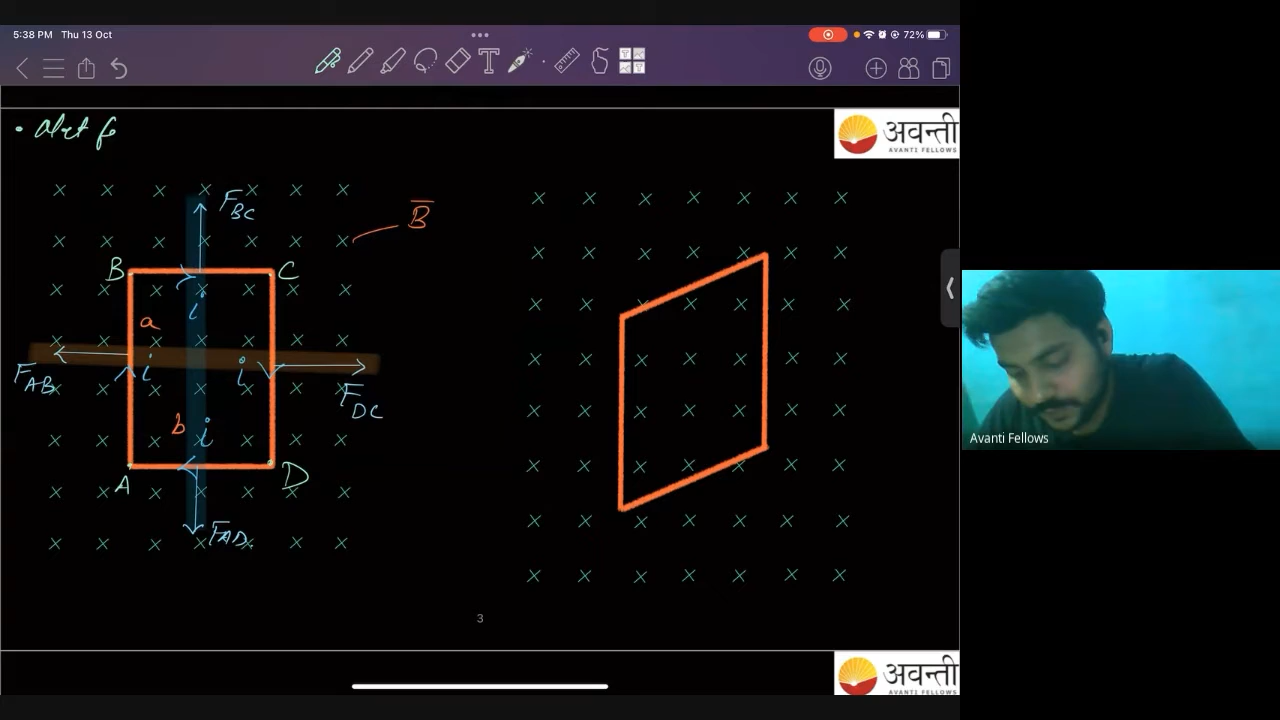 5:38 PM Thu 13 Oct
72%
अवन्ती
AVANTI FELLOWS
F_BC
B̅
B
C
i
a
i
i
F_AB
F_DC
b
i
A
D
F_AD
Avanti Fellows
3
अवन्ती
AVANTI FELLOWS